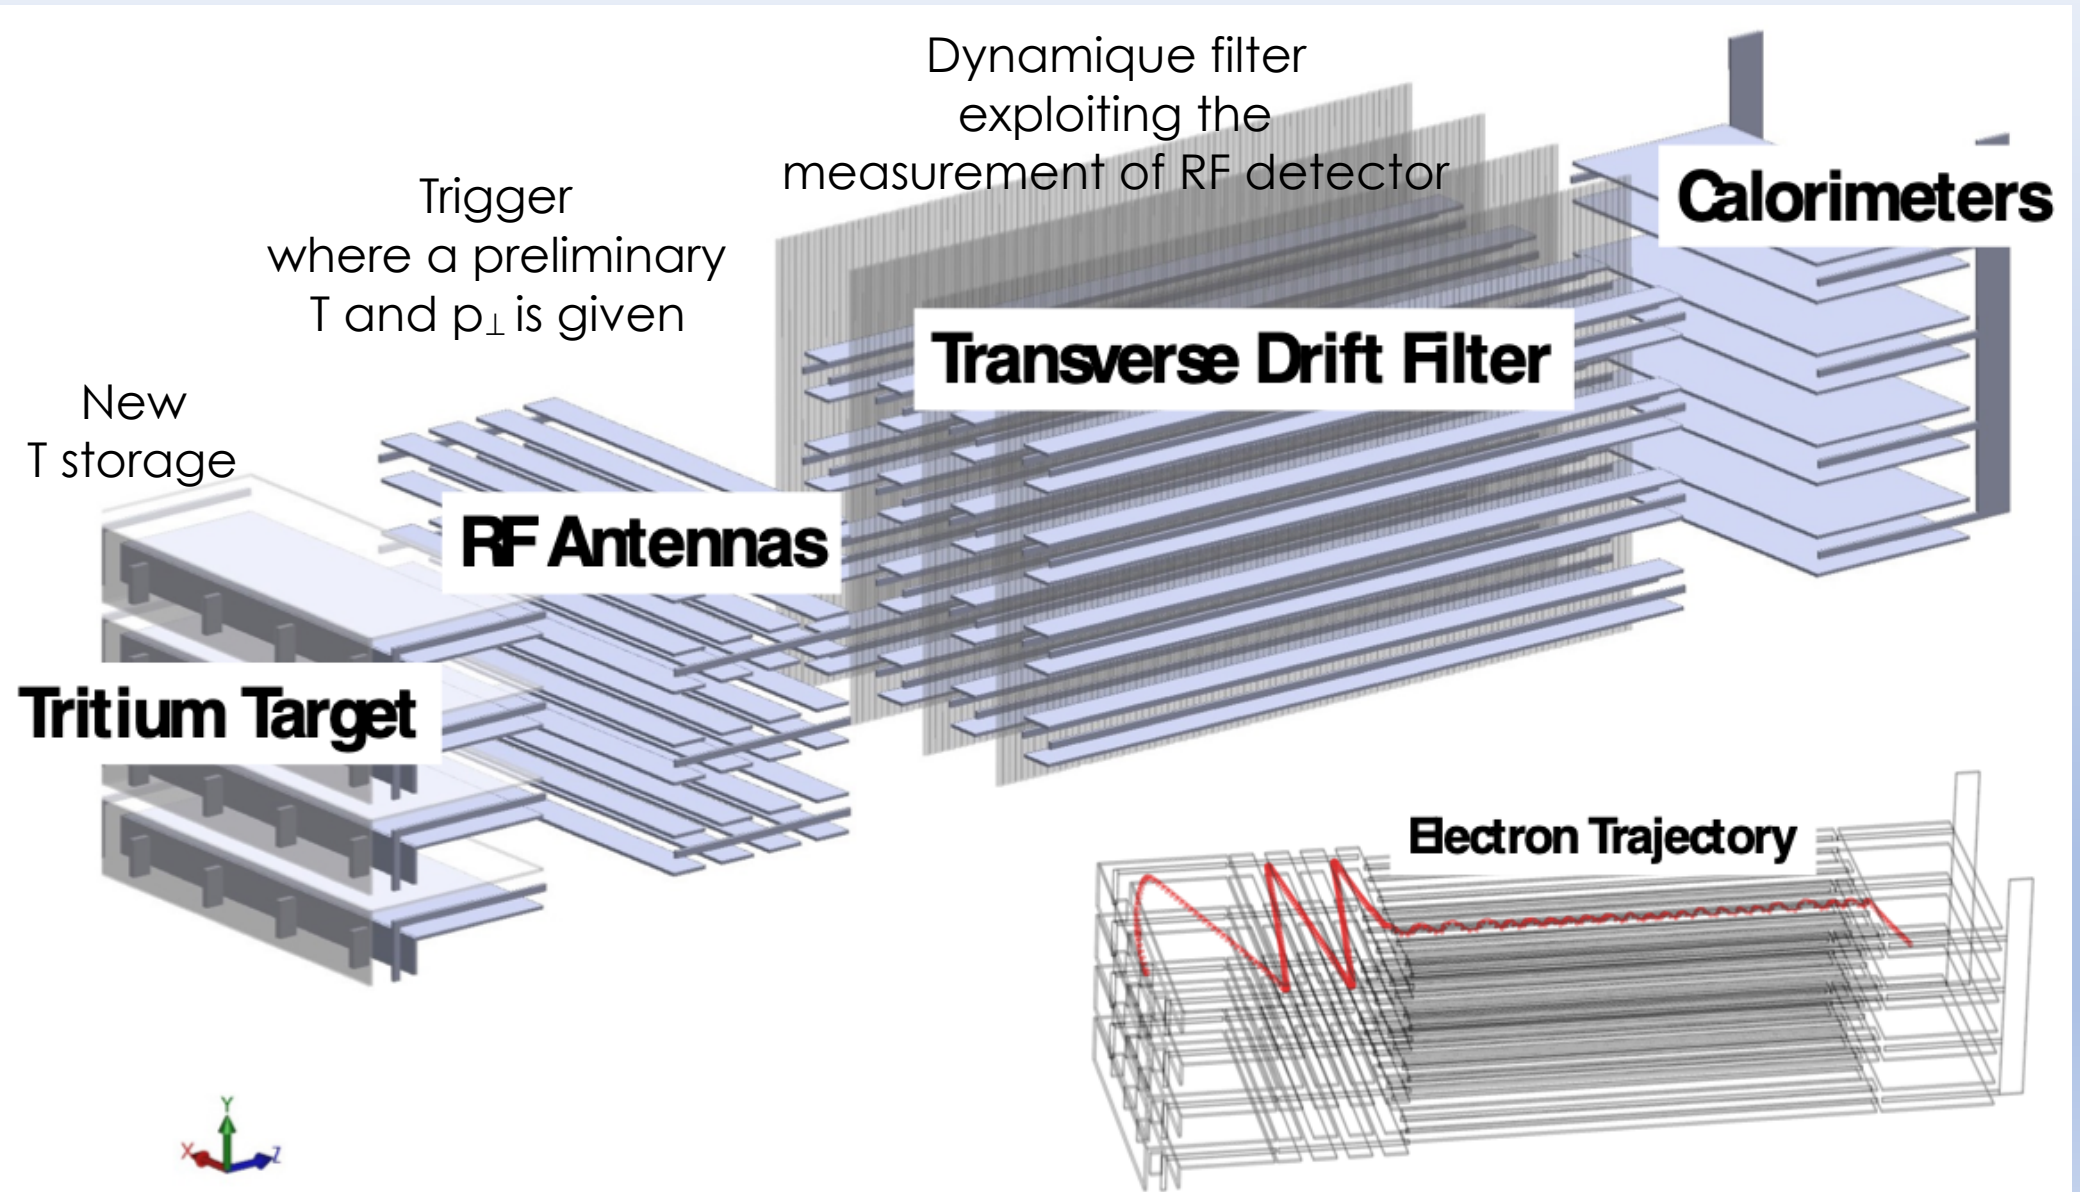 Dynamique filter
exploiting the
measurement of RF detector
Trigger
where a preliminary
T and p⊥ is given
New
T storage
Calorimeters
Transverse Drift Filter
RF Antennas
Tritium Target
Electron Trajectory
Y
X
Z